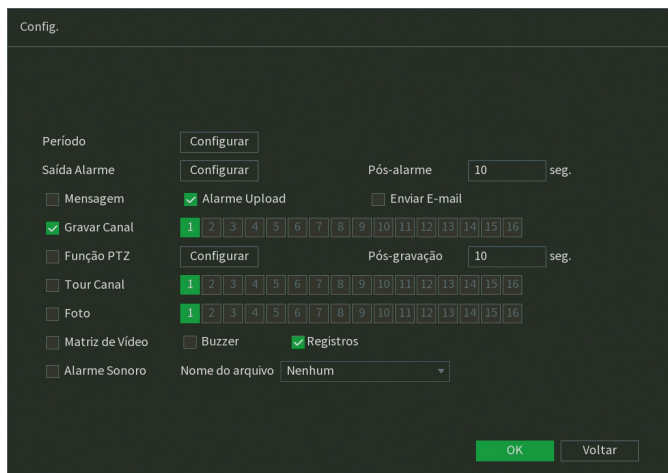 Config.
Período Configurar
Saída Alarme Configurar Pós-alarme 10 seg.
Mensagem Alarme Upload Enviar E-mail
Gravar Canal 1 2 3 4 5 6 7 8 9 10 11 12 13 14 15 16
Função PTZ Configurar Pós-gravação 10 seg.
Tour Canal 1 2 3 4 5 6 7 8 9 10 11 12 13 14 15 16
Foto 1 2 3 4 5 6 7 8 9 10 11 12 13 14 15 16
Matriz de Vídeo Buzzer Registros
Alarme Sonoro Nome do arquivo Nenhum
OK Voltar